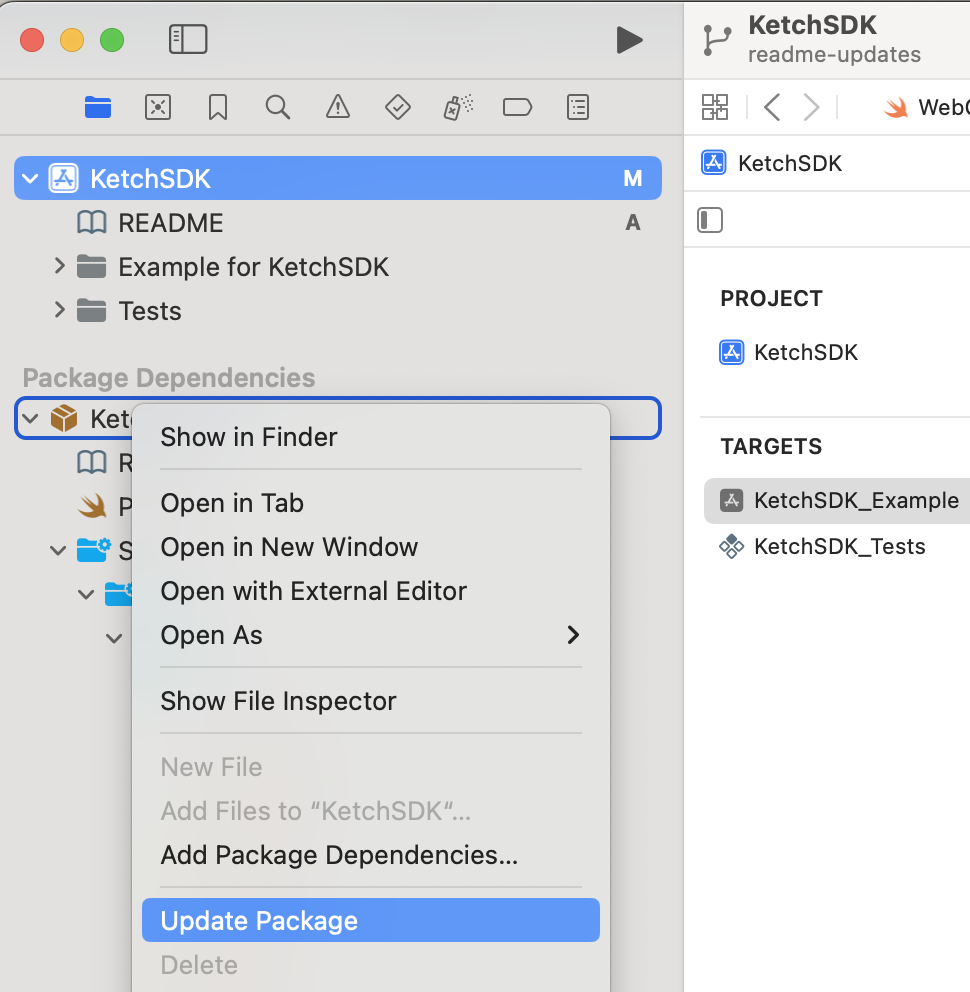 KetchSDK
readme-updates
KetchSDK M
README A
Example for KetchSDK
Tests
Package Dependencies
Show in Finder
Open in Tab
Open in New Window
Open with External Editor
Open As
Show File Inspector
New File
Add Files to “KetchSDK“...
Add Package Dependencies...
Update Package
Delete
KetchSDK
PROJECT
KetchSDK
TARGETS
KetchSDK_Example
KetchSDK_Tests